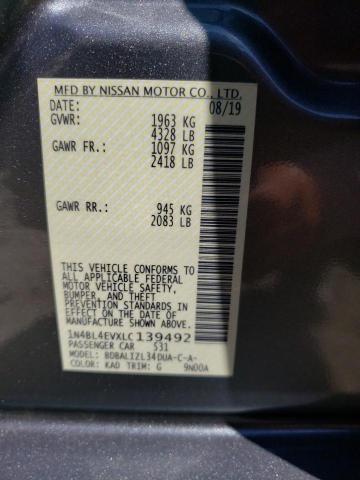 MFD BY NISSAN MOTOR CO., LTD.
DATE: 08/19
GVWR: 1963 KG
4328 LB
GAWR FR.: 1097 KG
2418 LB
GAWR RR.: 945 KG
2083 LB
THIS VEHICLE CONFORMS TO
ALL APPLICABLE FEDERAL
MOTOR VEHICLE SAFETY,
BUMPER, AND THEFT
PREVENTION STANDARDS IN
EFFECT ON THE DATE OF
MANUFACTURE SHOWN ABOVE.
1N4BL4EVXLC139492
PASSENGER CAR 531
MODEL: BDBALIZL34DUA-C-A-
COLOR: KAD TRIM: G 9N00A